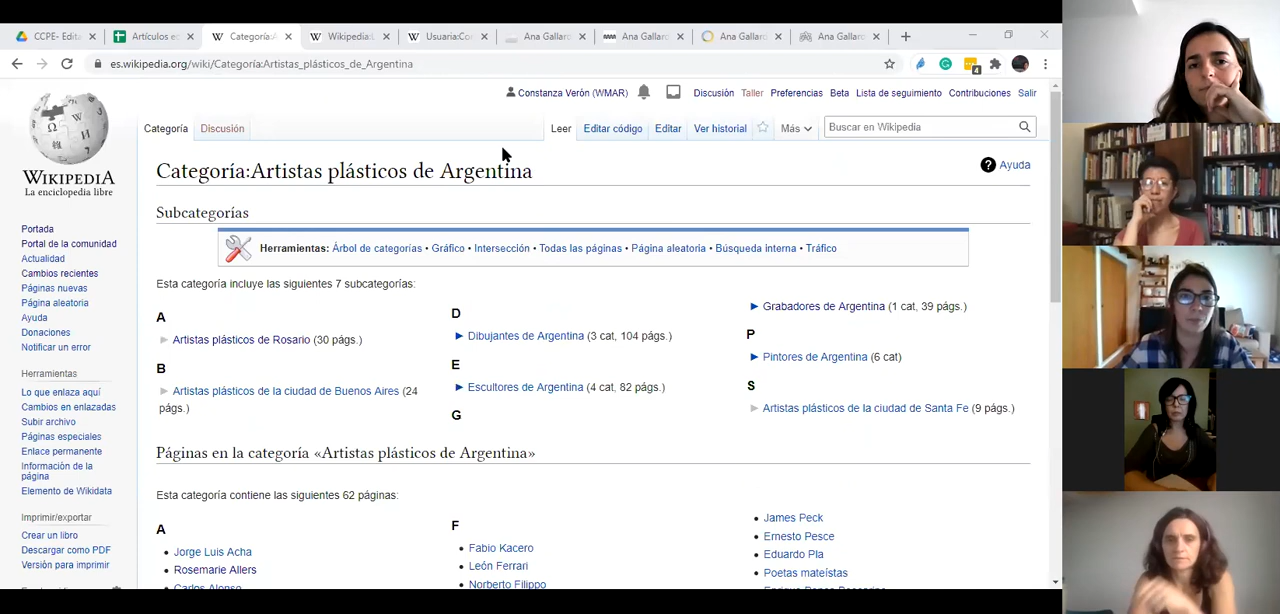 CCPE- Edita
Artículos ec
Categoría:A
Wikipedia:L
Usuaria:Cor
Ana Gallaro
Ana Gallaro
Ana Gallaro
Ana Gallaro
es.wikipedia.org/wiki/Categoría:Artistas_plásticos_de_Argentina
4
Constanza Verón (WMAR) Discusión Taller Preferencias Beta Lista de seguimiento Contribuciones Salir
Categoría Discusión Leer Editar código Editar Ver historial Más Buscar en Wikipedia
WIKIPEDIA
La enciclopedia libre
Portada
Portal de la comunidad
Actualidad
Cambios recientes
Páginas nuevas
Página aleatoria
Ayuda
Donaciones
Notificar un error
Herramientas
Lo que enlaza aquí
Cambios en enlazadas
Subir archivo
Páginas especiales
Enlace permanente
Información de la
página
Elemento de Wikidata
Imprimir/exportar
Crear un libro
Descargar como PDF
Versión para imprimir
Categoría:Artistas plásticos de Argentina
? Ayuda
Subcategorías
Herramientas: Árbol de categorías • Gráfico • Intersección • Todas las páginas • Página aleatoria • Búsqueda interna • Tráfico
Esta categoría incluye las siguientes 7 subcategorías:
A
► Artistas plásticos de Rosario (30 págs.)
B
► Artistas plásticos de la ciudad de Buenos Aires (24
págs.)
D
► Dibujantes de Argentina (3 cat, 104 págs.)
E
► Escultores de Argentina (4 cat, 82 págs.)
G
► Grabadores de Argentina (1 cat, 39 págs.)
P
► Pintores de Argentina (6 cat)
S
► Artistas plásticos de la ciudad de Santa Fe (9 págs.)
Páginas en la categoría «Artistas plásticos de Argentina»
Esta categoría contiene las siguientes 62 páginas:
A
• Jorge Luis Acha
• Rosemarie Allers
• Carlos Alonso
F
• Fabio Kacero
• León Ferrari
• Norberto Filippo
• James Peck
• Ernesto Pesce
• Eduardo Pla
• Poetas mateístas